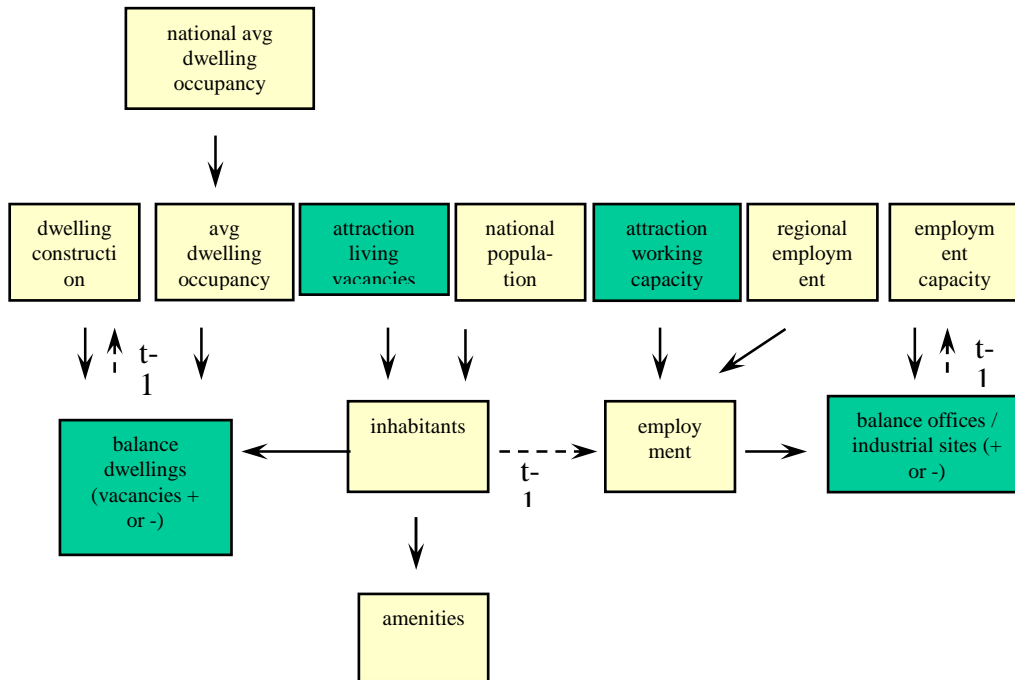 national avg
dwelling
occupancy
dwelling
constructi
on
avg
dwelling
occupancy
attraction
living
vacancies
national
popula-
tion
attraction
working
capacity
regional
employm
ent
employm
ent
capacity
t-
1
t-
1
balance
dwellings
(vacancies +
or -)
inhabitants
t-
1
employ
ment
balance offices /
industrial sites (+
or -)
amenities